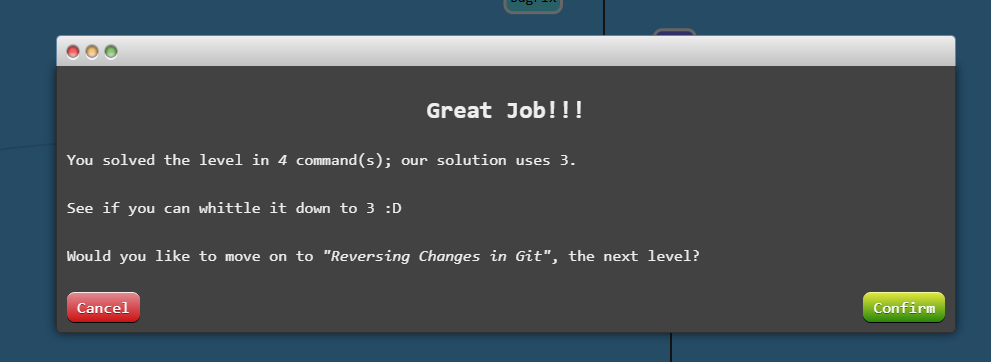 Great Job!!!
You solved the level in 4 command(s); our solution uses 3.
See if you can whittle it down to 3 :D
Would you like to move on to "Reversing Changes in Git", the next level?
Cancel
Confirm